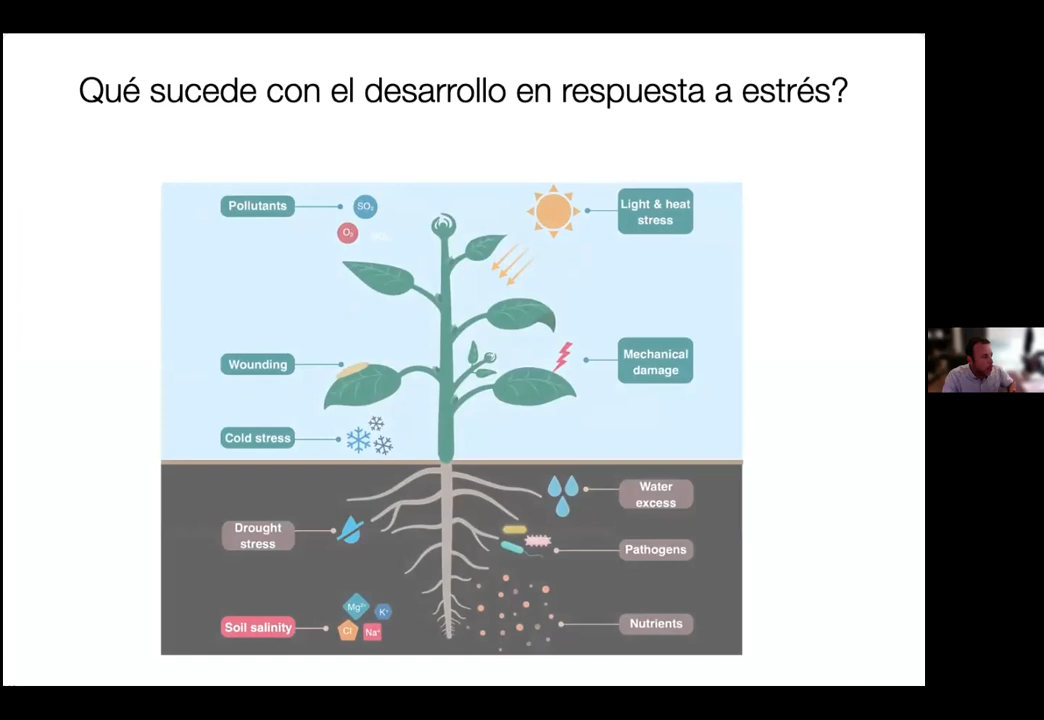 Qué sucede con el desarrollo en respuesta a estrés?
Pollutants
SO₂
O₃
Light & heat
stress
Wounding
Mechanical
damage
Cold stress
Water
excess
Drought
stress
Pathogens
Mg²⁺
K⁺
Soil salinity
Cl⁻
Na⁺
Nutrients